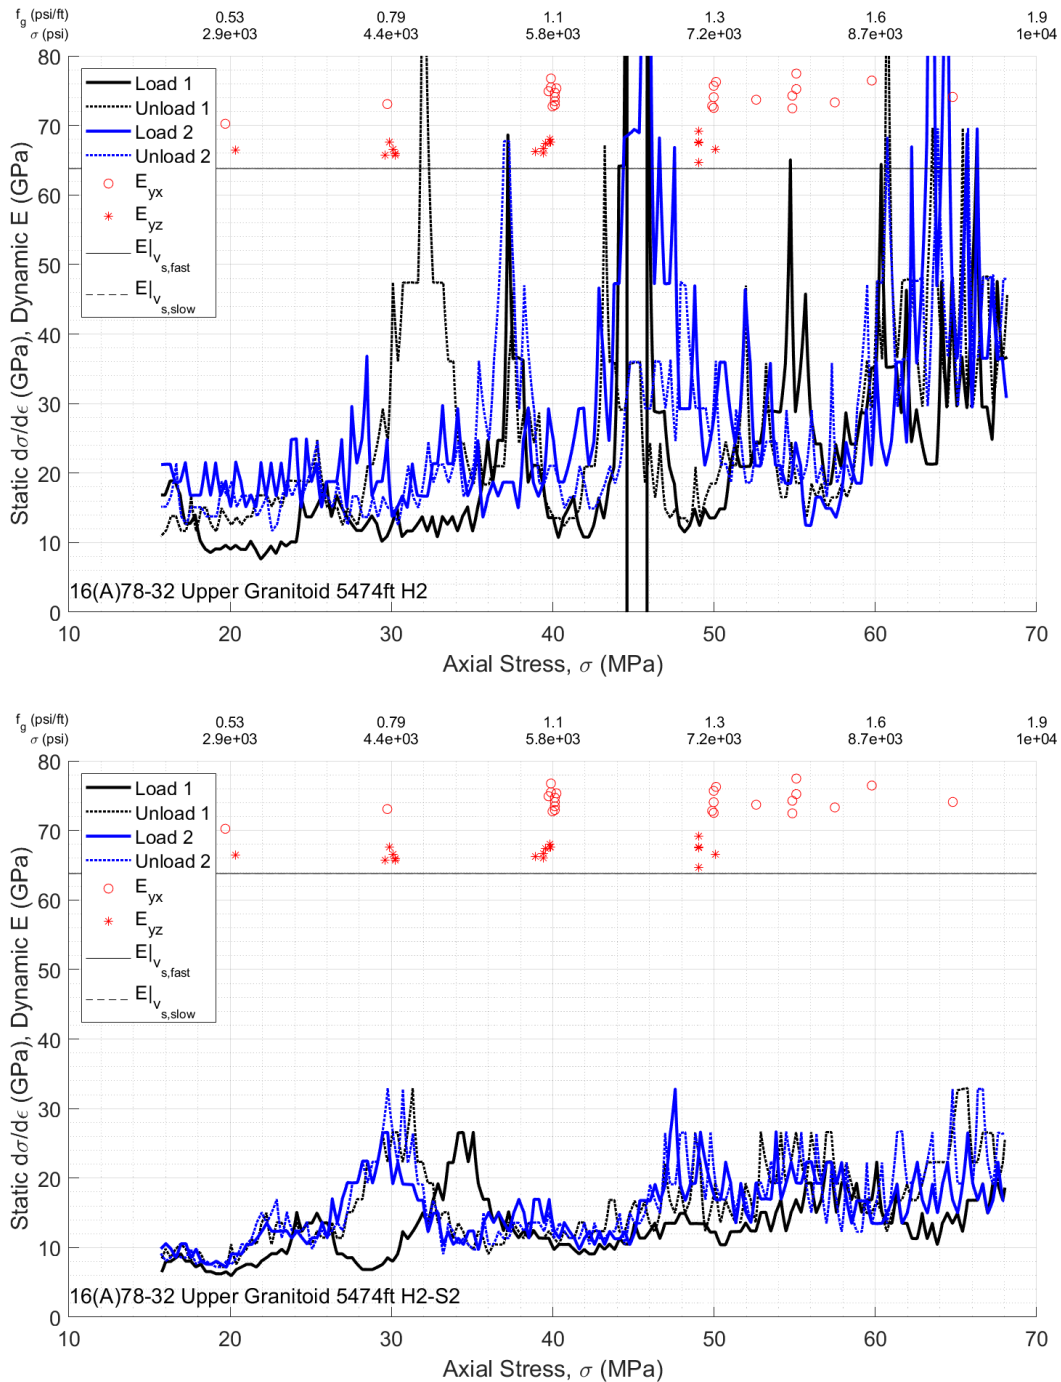 f_g (psi/ft) 0.53 0.79 1.1 1.3 1.6 1.9
σ (psi) 2.9e+03 4.4e+03 5.8e+03 7.2e+03 8.7e+03 1e+04
80
70
60
50
40
30
20
10
0
Static dσ/dϵ (GPa), Dynamic E (GPa)
Load 1
Unload 1
Load 2
Unload 2
E_yx
E_yz
E|_v_s,fast
E|_v_s,slow
16(A)78-32 Upper Granitoid 5474ft H2
10 20 30 40 50 60 70
Axial Stress, σ (MPa)
f_g (psi/ft) 0.53 0.79 1.1 1.3 1.6 1.9
σ (psi) 2.9e+03 4.4e+03 5.8e+03 7.2e+03 8.7e+03 1e+04
80
70
60
50
40
30
20
10
0
Static dσ/dϵ (GPa), Dynamic E (GPa)
Load 1
Unload 1
Load 2
Unload 2
E_yx
E_yz
E|_v_s,fast
E|_v_s,slow
16(A)78-32 Upper Granitoid 5474ft H2-S2
10 20 30 40 50 60 70
Axial Stress, σ (MPa)